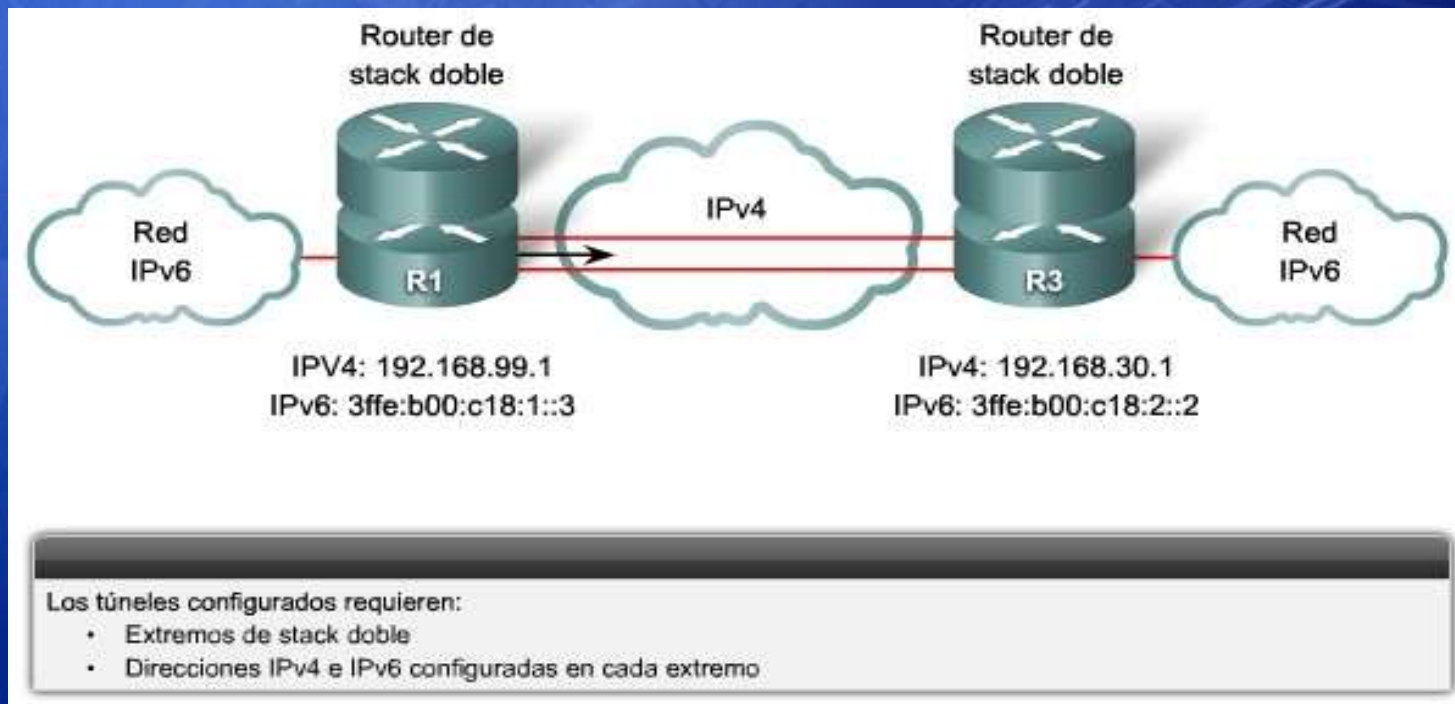 Router de
stack doble
Router de
stack doble
IPv4
Red
IPv6
R1
R3
Red
IPv6
IPV4: 192.168.99.1
IPv6: 3ffe:b00:c18:1::3
IPv4: 192.168.30.1
IPv6: 3ffe:b00:c18:2::2
Los túneles configurados requieren:
• Extremos de stack doble
• Direcciones IPv4 e IPv6 configuradas en cada extremo